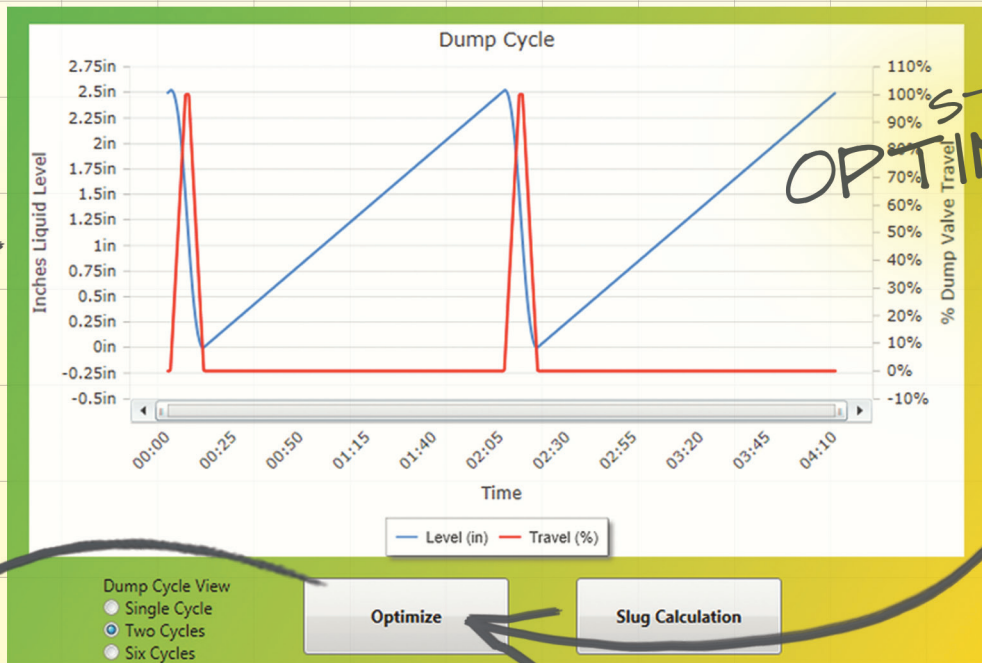 Dump Cycle
2.75in
2.5in
2.25in
2in
1.75in
1.5in
1.25in
1in
0.75in
0.5in
0.25in
0in
-0.25in
-0.5in
Inches Liquid Level
110%
100%
90%
80%
70%
60%
50%
40%
30%
20%
10%
0%
-10%
% Dump Valve Travel
00:00
00:25
00:50
01:15
01:40
02:05
02:30
02:55
03:20
03:45
04:10
Time
Level (in)
Travel (%)
Dump Cycle View
Single Cycle
Two Cycles
Six Cycles
Optimize
Slug Calculation